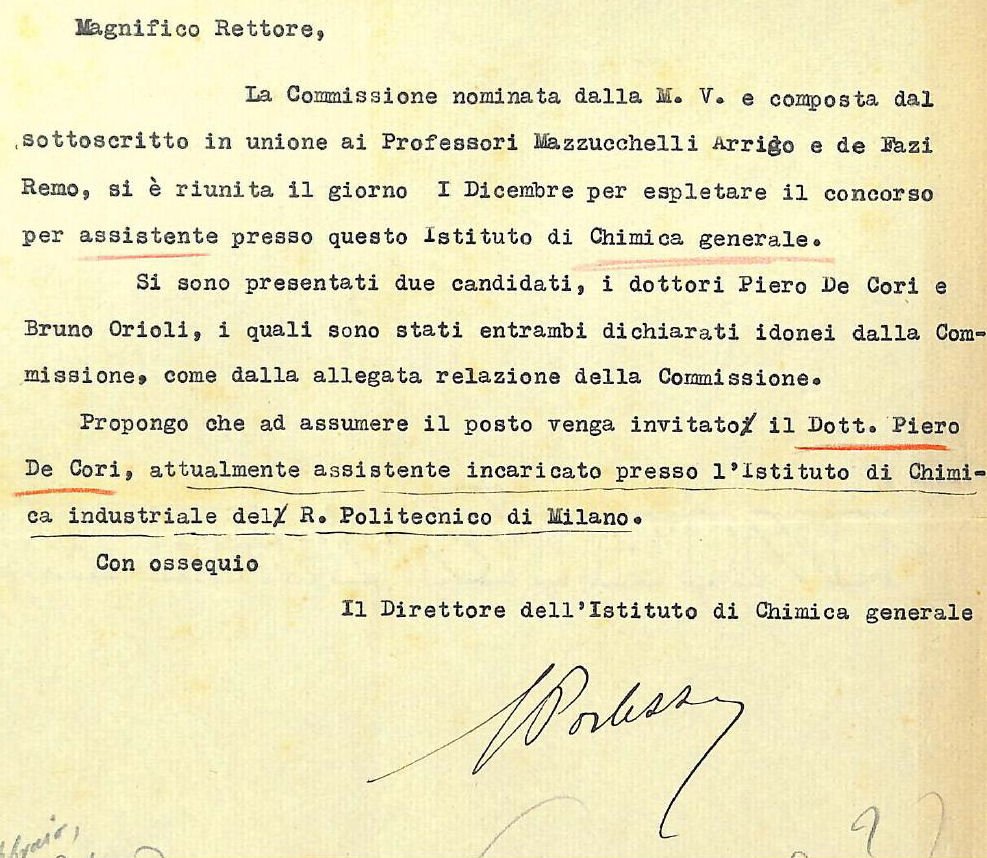 Magnifico Rettore,
La Commissione nominata dalla M. V. e composta dal
sottoscritto in unione ai Professori Mazzucchelli Arrigo e de Fazi
Remo, si è riunita il giorno I Dicembre per espletare il concorso
per assistente presso questo Istituto di Chimica generale.
Si sono presentati due candidati, i dottori Piero De Cori e
Bruno Orioli, i quali sono stati entrambi dichiarati idonei dalla Com-
missione, come dalla allegata relazione della Commissione.
Propongo che ad assumere il posto venga invitato il Dott. Piero
De Cori, attualmente assistente incaricato presso l'Istituto di Chimi-
ca industriale del R. Politecnico di Milano.
Con ossequio
Il Direttore dell'Istituto di Chimica generale